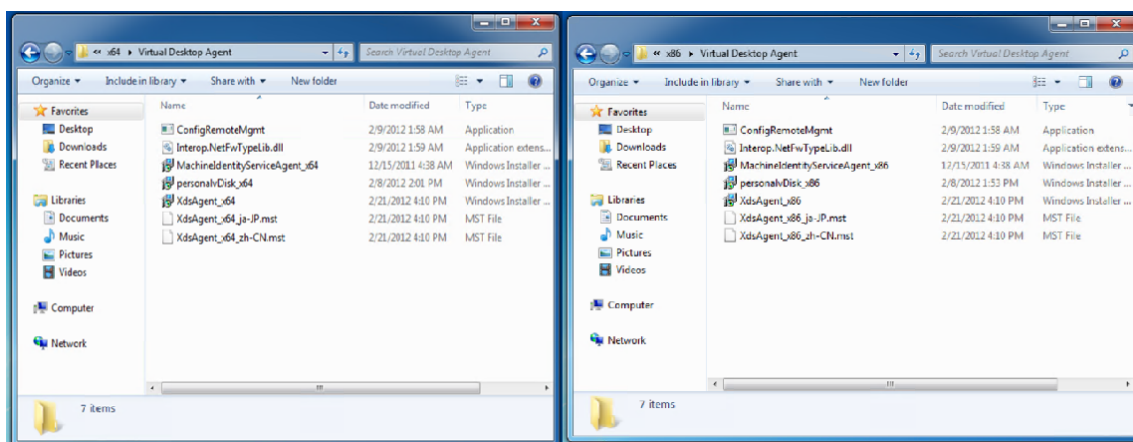 « x64 ▸ Virtual Desktop Agent
Search Virtual Desktop Agent
Organize Include in library Share with New folder
Favorites
Desktop
Downloads
Recent Places
Libraries
Documents
Music
Pictures
Videos
Computer
Network
Name Date modified Type
ConfigRemoteMgmt 2/9/2012 1:58 AM Application
Interop.NetFwTypeLib.dll 2/9/2012 1:59 AM Application extens...
MachineIdentityServiceAgent_x64 12/15/2011 4:38 AM Windows Installer ...
personalvDisk_x64 2/8/2012 2:01 PM Windows Installer ...
XdsAgent_x64 2/21/2012 4:10 PM Windows Installer ...
XdsAgent_x64_ja-JP.mst 2/21/2012 4:10 PM MST File
XdsAgent_x64_zh-CN.mst 2/21/2012 4:10 PM MST File
7 items
« x86 ▸ Virtual Desktop Agent
Search Virtual Desktop Agent
Organize Include in library Share with New folder
Favorites
Desktop
Downloads
Recent Places
Libraries
Documents
Music
Pictures
Videos
Computer
Network
Name Date modified Type
ConfigRemoteMgmt 2/9/2012 1:58 AM Application
Interop.NetFwTypeLib.dll 2/9/2012 1:59 AM Application extens...
MachineIdentityServiceAgent_x86 12/15/2011 4:38 AM Windows Installer ...
personalvDisk_x86 2/8/2012 1:53 PM Windows Installer ...
XdsAgent_x86 2/21/2012 4:10 PM Windows Installer ...
XdsAgent_x86_ja-JP.mst 2/21/2012 4:10 PM MST File
XdsAgent_x86_zh-CN.mst 2/21/2012 4:10 PM MST File
7 items